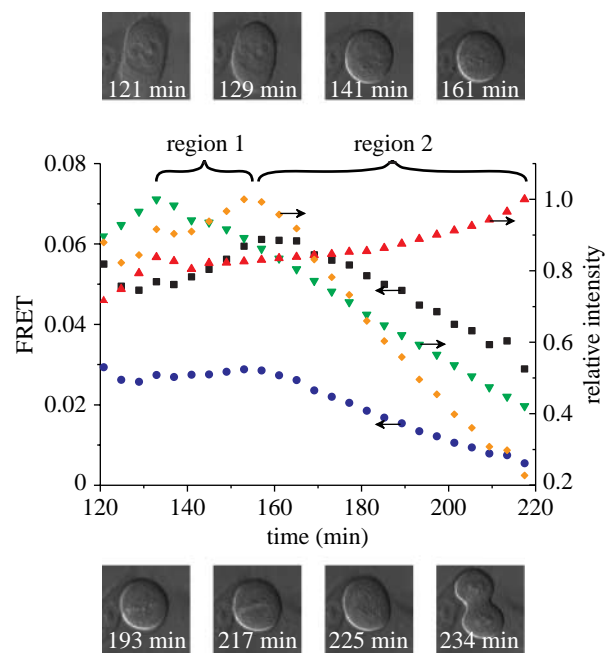 121 min 129 min 141 min 161 min
region 1 region 2
0.08
0.06
0.04
0.02
0
FRET
1.0
0.8
0.6
0.4
0.2
relative intensity
120 140 160 180 200 220
time (min)
193 min 217 min 225 min 234 min